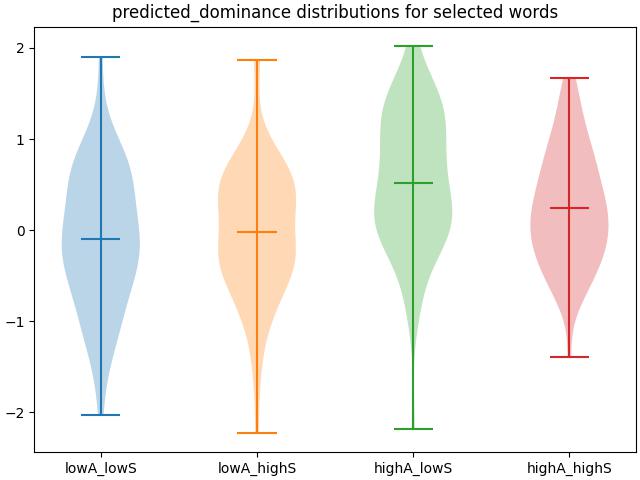 predicted_dominance distributions for selected words
2
1
0
−1
−2
lowA_lowS
lowA_highS
highA_lowS
highA_highS